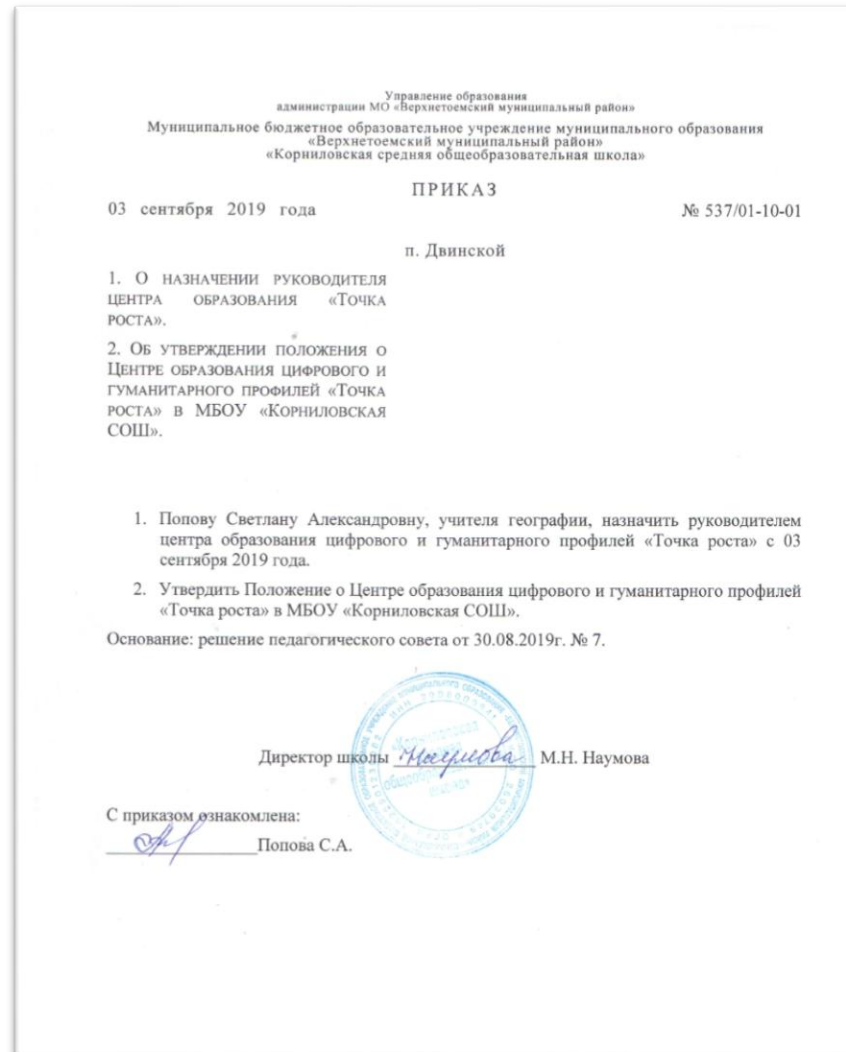 Управление образования
администрации МО «Верхнетоемский муниципальный район»
Муниципальное бюджетное образовательное учреждение муниципального образования
«Верхнетоемский муниципальный район»
«Корниловская средняя общеобразовательная школа»
ПРИКАЗ
03 сентября 2019 года № 537/01-10-01
п. Двинской
1. О НАЗНАЧЕНИИ РУКОВОДИТЕЛЯ
ЦЕНТРА ОБРАЗОВАНИЯ «ТОЧКА
РОСТА».
2. ОБ УТВЕРЖДЕНИИ ПОЛОЖЕНИЯ О
ЦЕНТРЕ ОБРАЗОВАНИЯ ЦИФРОВОГО И
ГУМАНИТАРНОГО ПРОФИЛЕЙ «ТОЧКА
РОСТА» В МБОУ «КОРНИЛОВСКАЯ
СОШ».
1. Попову Светлану Александровну, учителя географии, назначить руководителем
центра образования цифрового и гуманитарного профилей «Точка роста» с 03
сентября 2019 года.
2. Утвердить Положение о Центре образования цифрового и гуманитарного профилей
«Точка роста» в МБОУ «Корниловская СОШ».
Основание: решение педагогического совета от 30.08.2019г. № 7.
Директор школы Наумова М.Н. Наумова
С приказом ознакомлена:
Попова С.А.